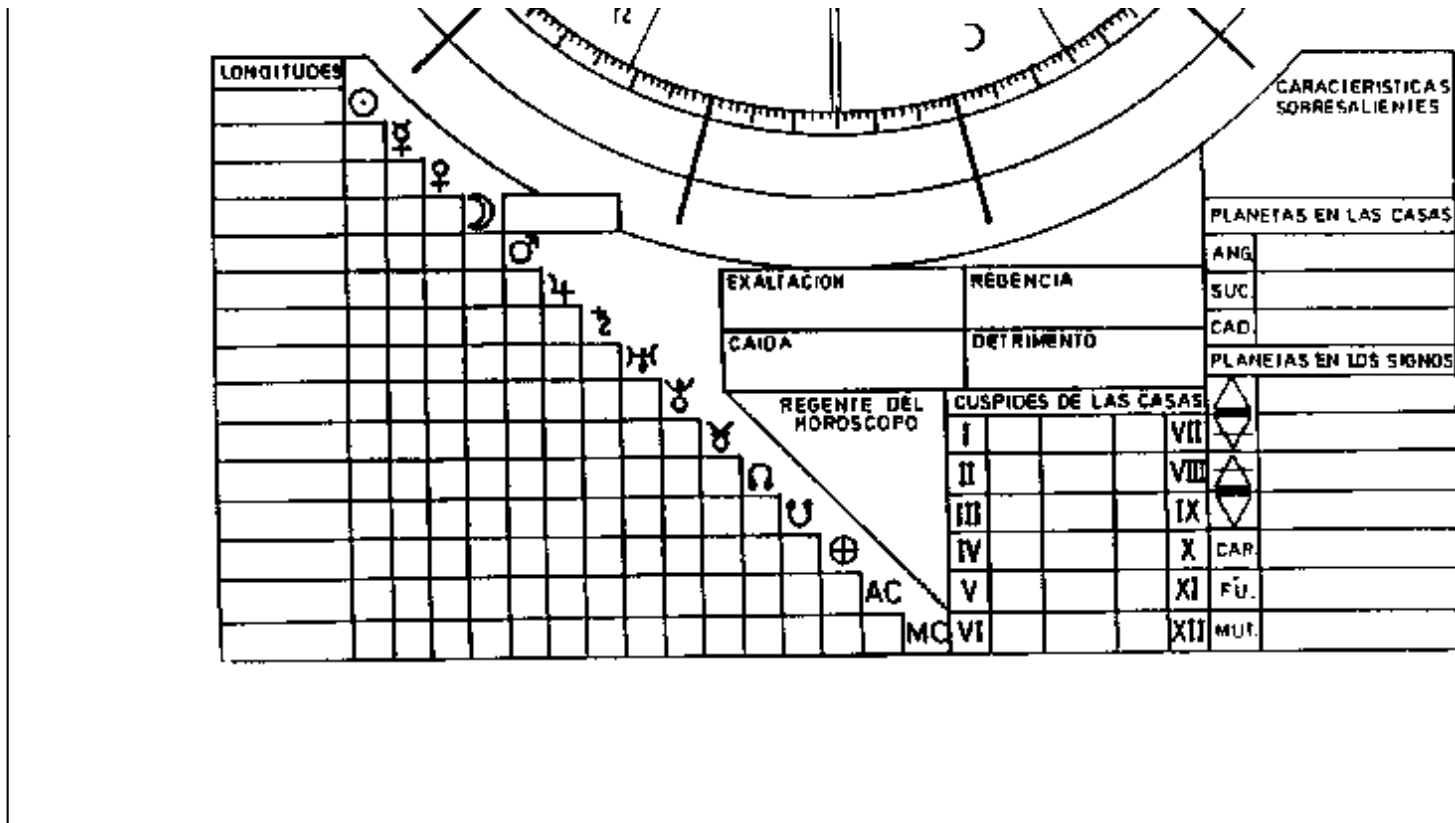 LONGITUDES
☉
☿
♀
☽
♂
♃
♄
♅
☊
☋
⊕
AC
MC
EXALTACION
REGENCIA
CAIDA
DETRIMENTO
REGENTE DEL
HOROSCOPO
CUSPIDES DE LAS CASAS
I VII
II VIII
III IX
IV X
V XI
VI XII
CARACTERISTICAS
SOBRESALIENTES
PLANETAS EN LAS CASAS
ANG.
SUC.
CAD.
PLANETAS EN LOS SIGNOS
CAR.
FIJ.
MUT.